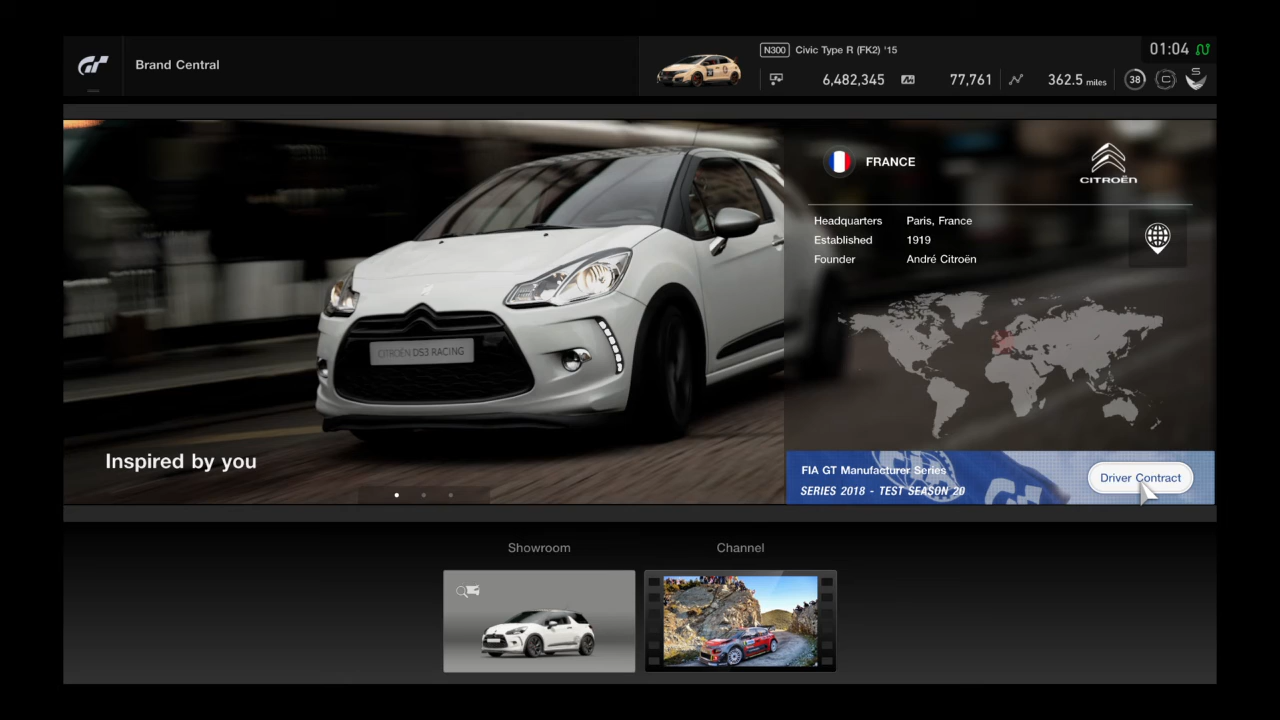 Brand Central
N300 Civic Type R (FK2) '15
01:04
6,482,345
77,761
362.5 miles
38
C
S
FRANCE
CITROËN
Headquarters Paris, France
Established 1919
Founder André Citroën
CITROËN DS3 RACING
Inspired by you
FIA GT Manufacturer Series
SERIES 2018 - TEST SEASON 20
Driver Contract
Showroom
Channel